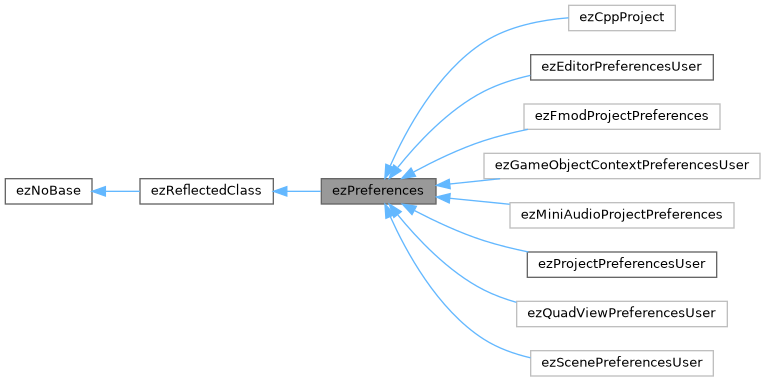 ezNoBase
ezReflectedClass
ezPreferences
ezCppProject
ezEditorPreferencesUser
ezFmodProjectPreferences
ezGameObjectContextPreferencesUser
ezMiniAudioProjectPreferences
ezProjectPreferencesUser
ezQuadViewPreferencesUser
ezScenePreferencesUser